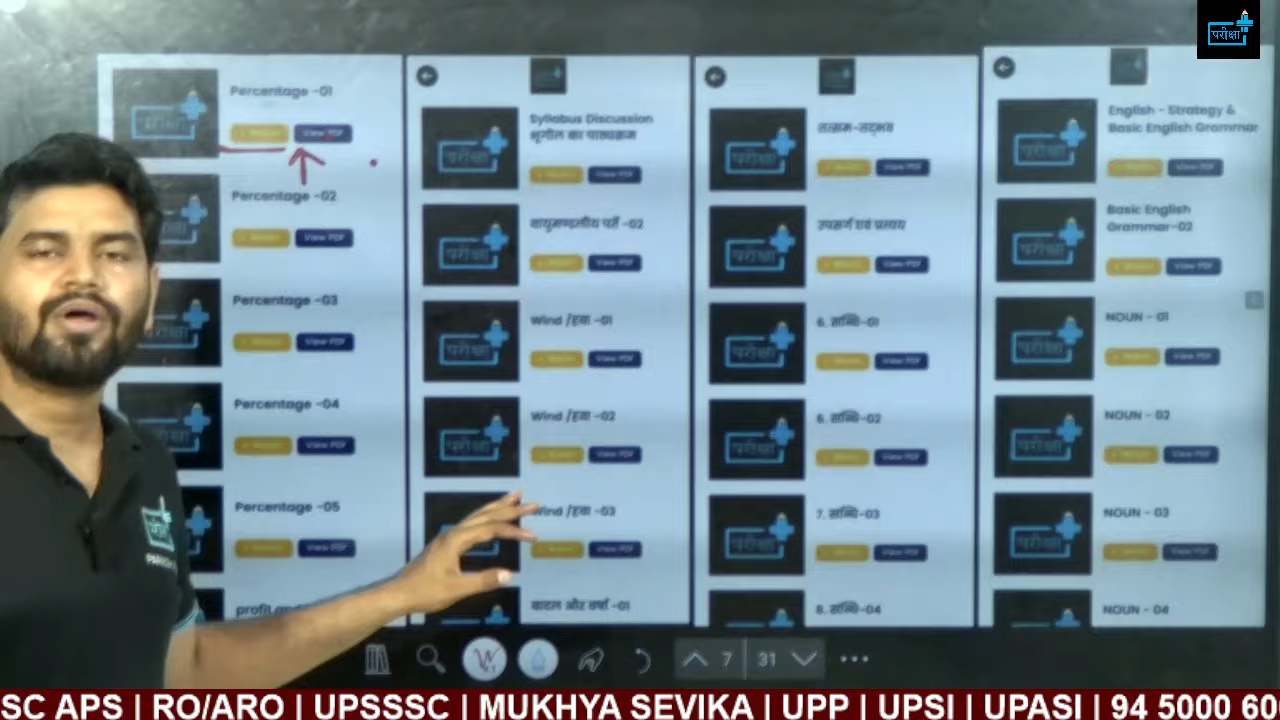 परीक्षा
Percentage -01
View PDF
Percentage -02
View PDF
Percentage -03
View PDF
Percentage -04
View PDF
Percentage -05
View PDF
Syllabus Discussion
भूगोल का पाठ्यक्रम
View PDF
वायुमण्डलीय परतें -02
View PDF
Wind /हवा -01
View PDF
Wind /हवा -02
View PDF
Wind /हवा -03
View PDF
बादल और वर्षा -01
तत्सम-तद्भव
View PDF
उपसर्ग एवं प्रत्यय
View PDF
6. सन्धि-01
View PDF
6. सन्धि-02
View PDF
7. सन्धि-03
View PDF
8. सन्धि-04
English - Strategy &
Basic English Grammar
View PDF
Basic English
Grammar-02
View PDF
NOUN - 01
View PDF
NOUN - 02
View PDF
NOUN - 03
View PDF
NOUN - 04
7 31
SC APS | RO/ARO | UPSSSC | MUKHYA SEVIKA | UPP | UPSI | UPASI | 94 5000 60